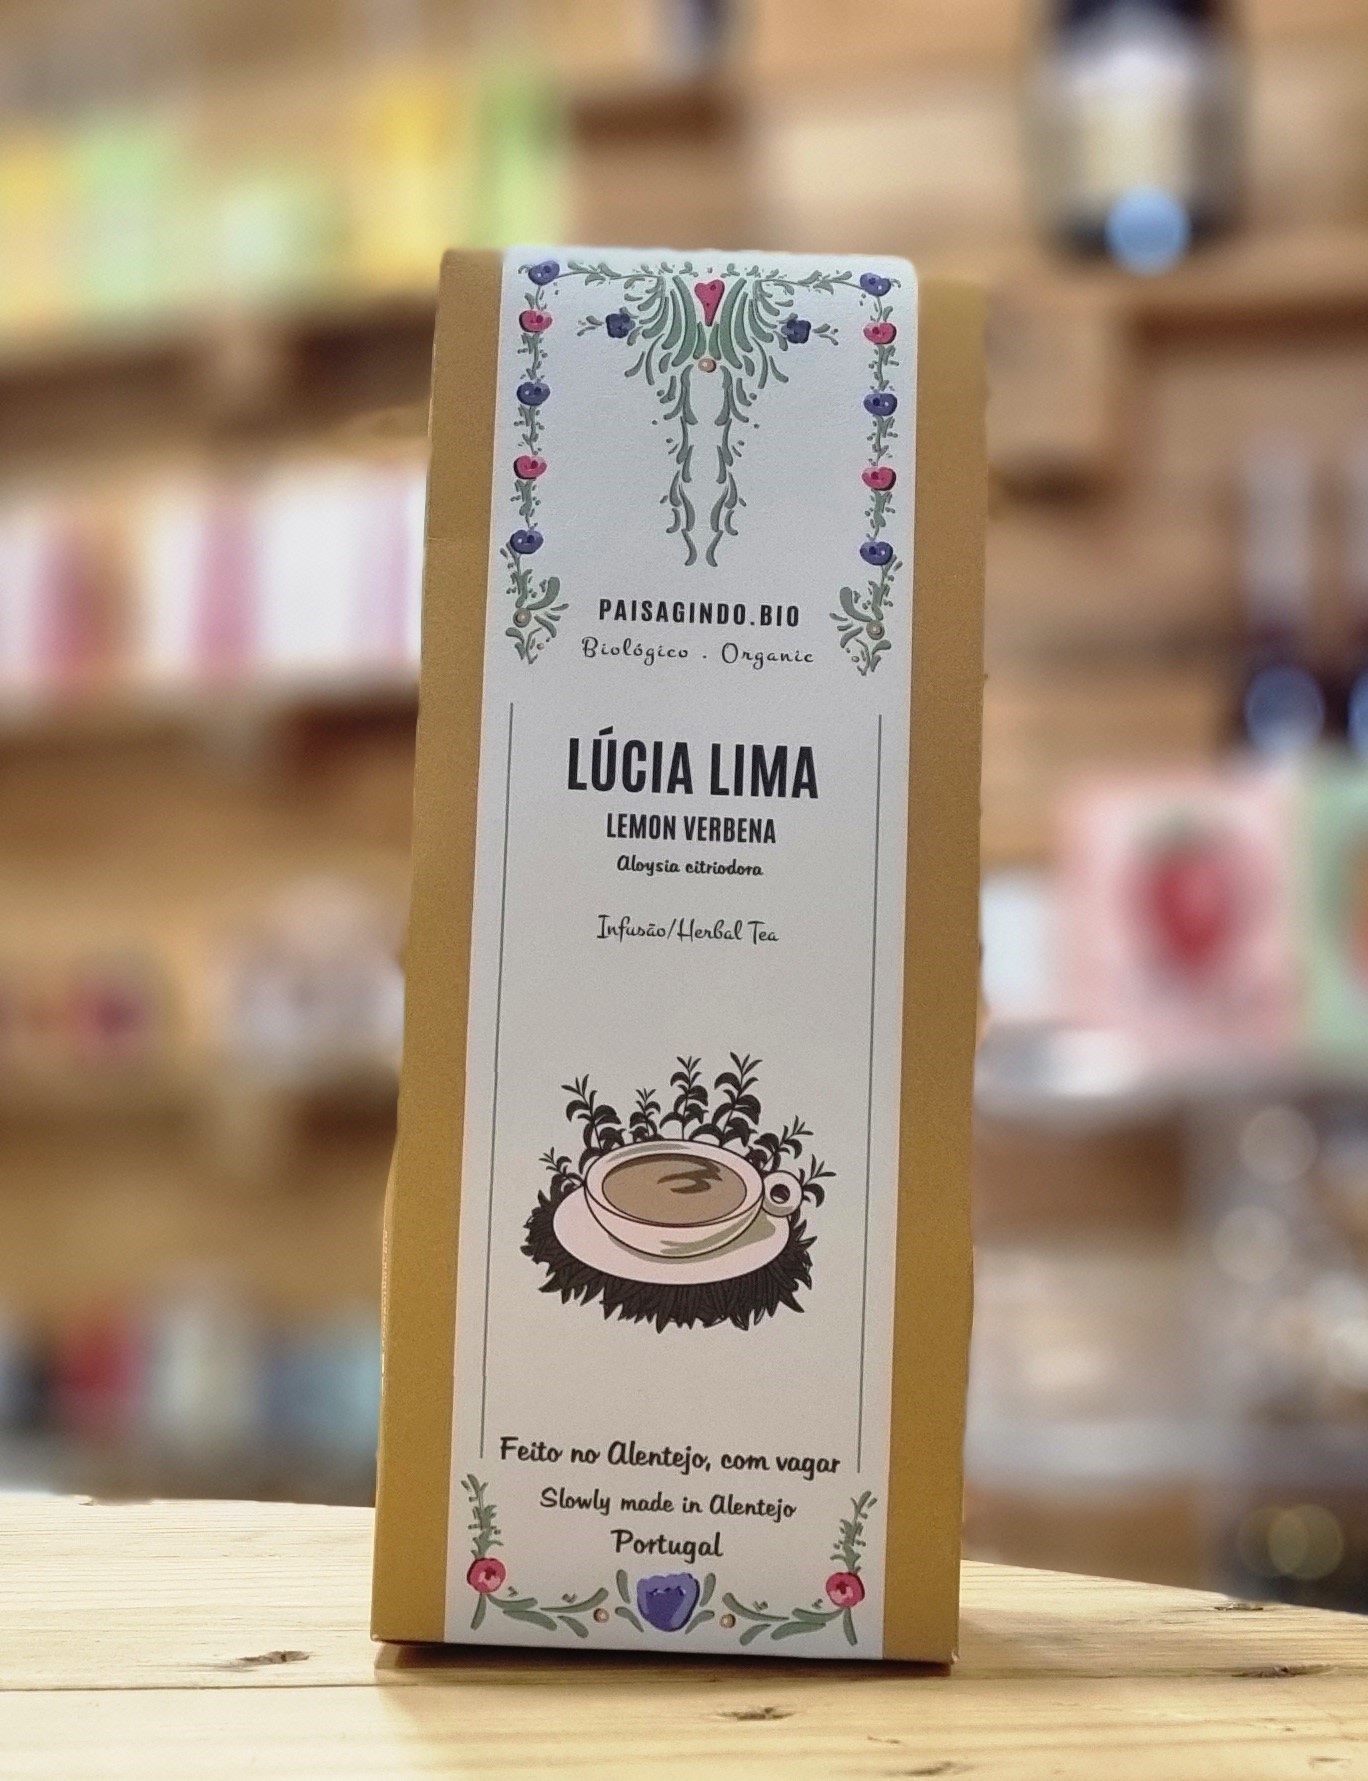 PAISAGINDO.BIO
Biológico . Organic
LÚCIA LIMA
LEMON VERBENA
Aloysia citriodora
Infusão/Herbal Tea
Feito no Alentejo, com vagar
Slowly made in Alentejo
Portugal